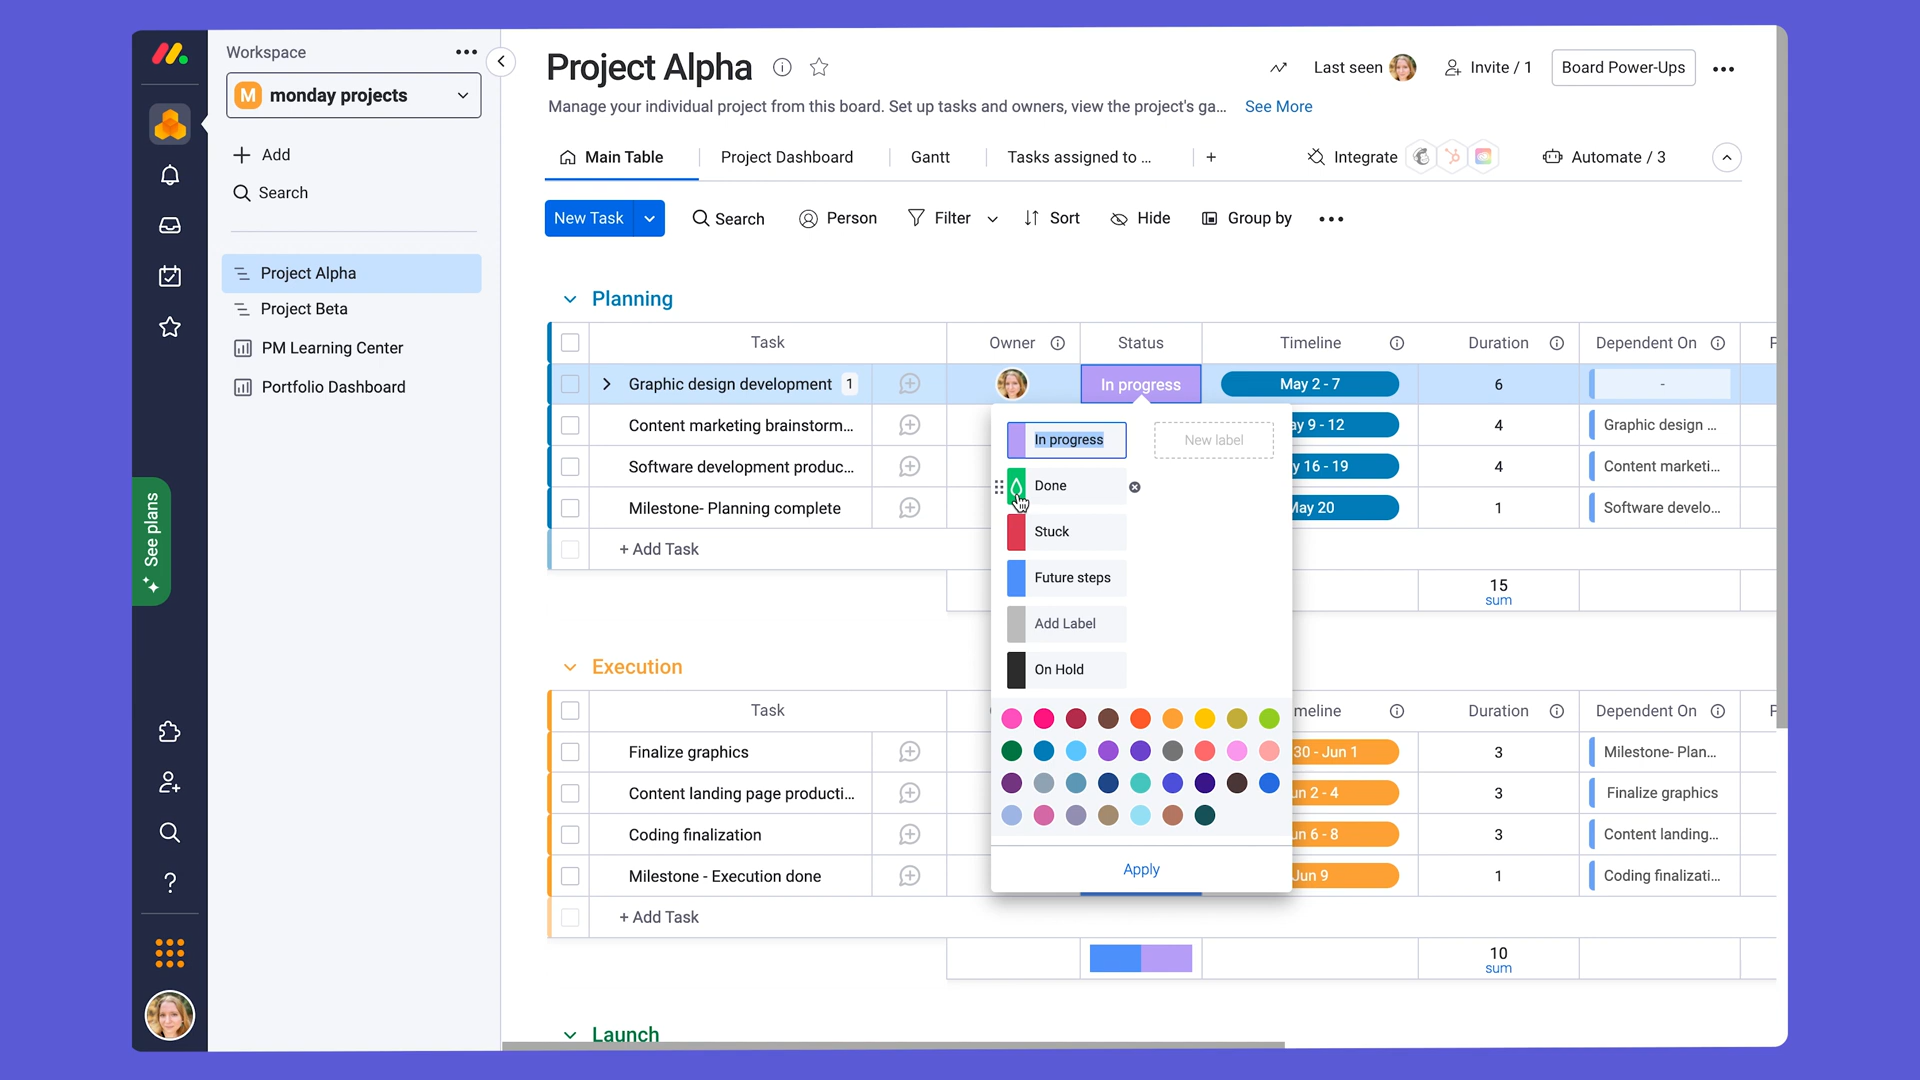 Workspace
M monday projects
Add
Search
Project Alpha
Project Beta
PM Learning Center
Portfolio Dashboard
See plans
Project Alpha
Last seen
Invite / 1
Board Power-Ups
Manage your individual project from this board. Set up tasks and owners, view the project's ga... See More
Main Table
Project Dashboard
Gantt
Tasks assigned to ...
+
Integrate
Automate / 3
New Task
Search
Person
Filter
Sort
Hide
Group by
Planning
Task Owner Status Timeline Duration Dependent On
Graphic design development 1 In progress May 2 - 7 6 -
Content marketing brainstorm... ay 9 - 12 4 Graphic design ...
Software development produc... y 16 - 19 4 Content marketi...
Milestone- Planning complete May 20 1 Software develo...
+ Add Task
15
sum
In progress
New label
Done
Stuck
Future steps
Add Label
On Hold
Apply
Execution
Task meline Duration Dependent On
Finalize graphics 30 - Jun 1 3 Milestone- Plan...
Content landing page producti... un 2 - 4 3 Finalize graphics
Coding finalization un 6 - 8 3 Content landing...
Milestone - Execution done Jun 9 1 Coding finalizati...
+ Add Task
10
sum
Launch